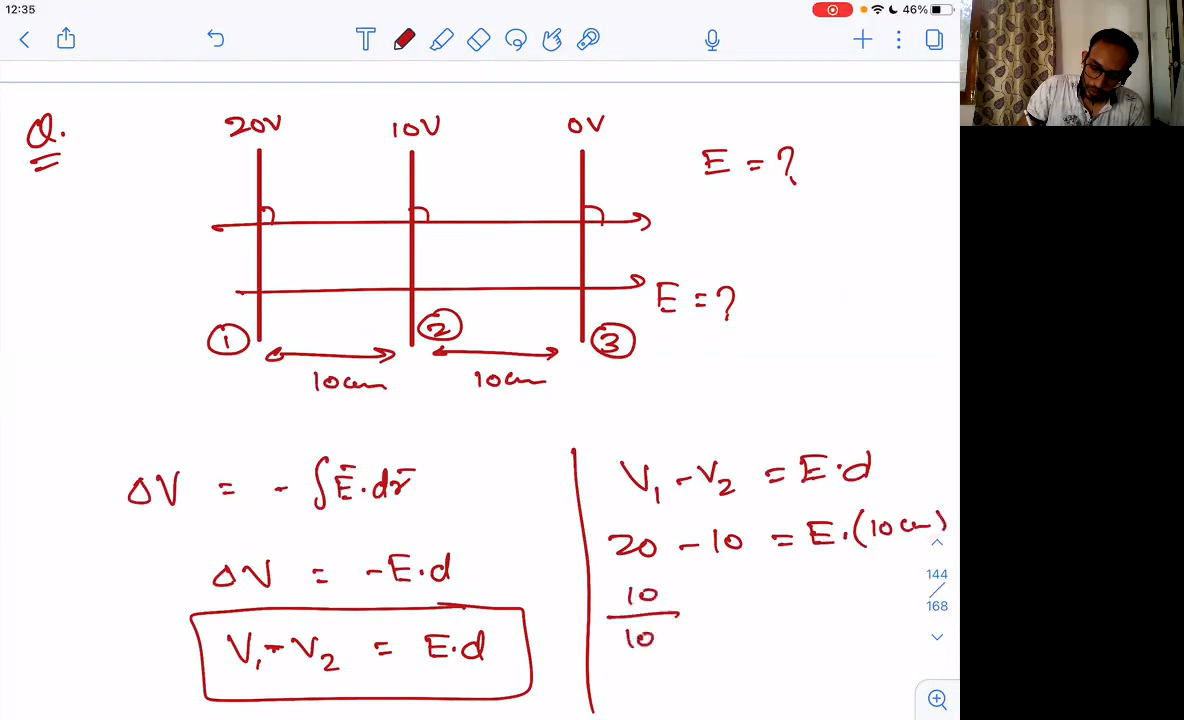 12:35
46%
T
Q.
20V 10V 0V
E = ?
E = ?
1 2 3
10cm 10cm
ΔV = - ∫Ē·dr̄
ΔV = -E·d
V₁ - V₂ = E·d
V₁ - V₂ = E·d
20 - 10 = E·(10cm)
10
10
144
168